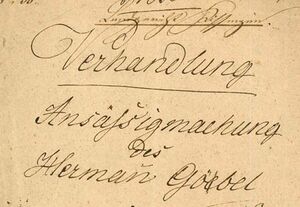 Verhandlung
Ansässigmachung
des
Herman̄ Göbel